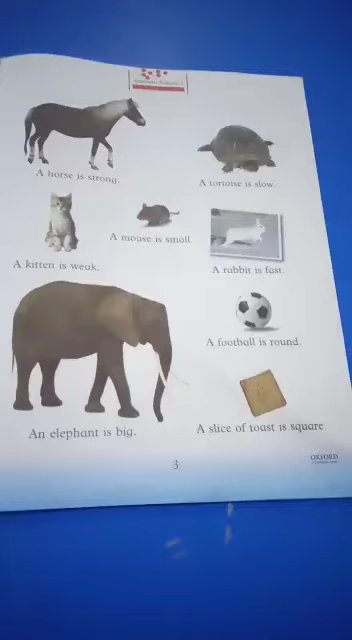 A horse is strong.
A tortoise is slow.
A mouse is small.
A kitten is weak.
A rabbit is fast.
A football is round.
An elephant is big.
A slice of toast is square.
3
OXFORD